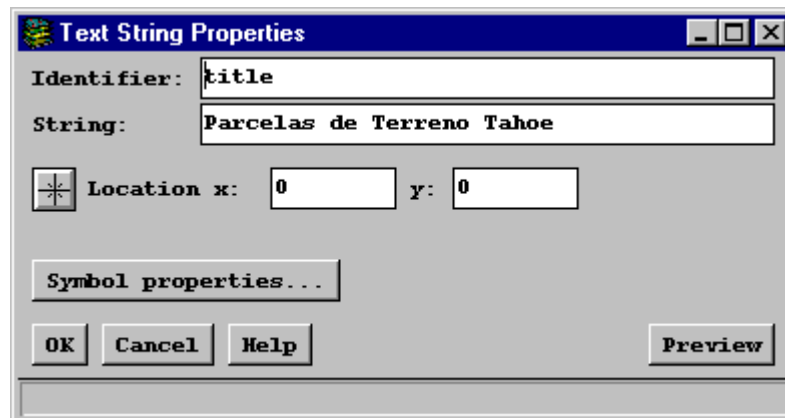 Text String Properties
Identifier: title
String: Parcelas de Terreno Tahoe
Location x: 0 y: 0
Symbol properties...
OK Cancel Help Preview